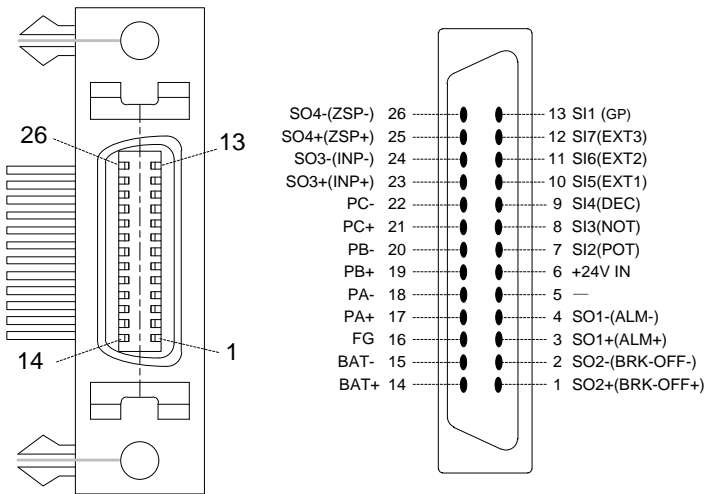 26
13
14
1
SO4-(ZSP-) 26 13 SI1 (GP)
SO4+(ZSP+) 25 12 SI7(EXT3)
SO3-(INP-) 24 11 SI6(EXT2)
SO3+(INP+) 23 10 SI5(EXT1)
PC- 22 9 SI4(DEC)
PC+ 21 8 SI3(NOT)
PB- 20 7 SI2(POT)
PB+ 19 6 +24V IN
PA- 18 5 —
PA+ 17 4 SO1-(ALM-)
FG 16 3 SO1+(ALM+)
BAT- 15 2 SO2-(BRK-OFF-)
BAT+ 14 1 SO2+(BRK-OFF+)